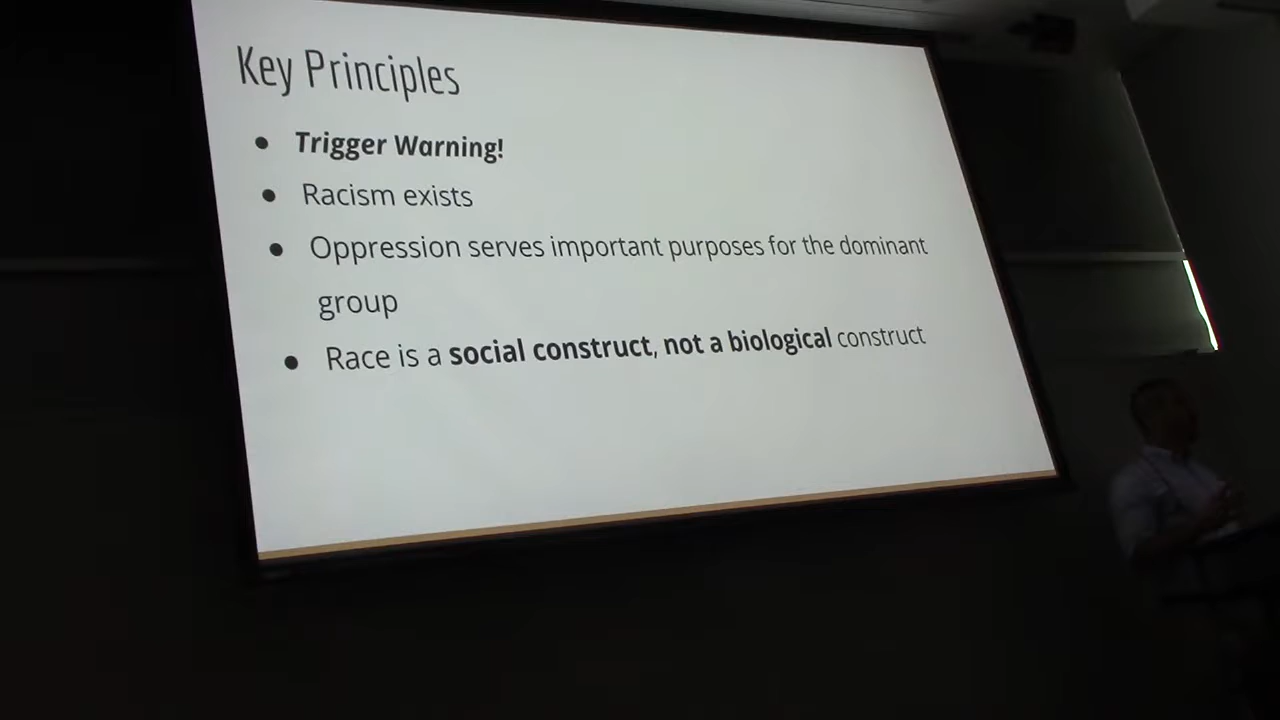 Key Principles
● Trigger Warning!
● Racism exists
● Oppression serves important purposes for the dominant
group
● Race is a social construct, not a biological construct